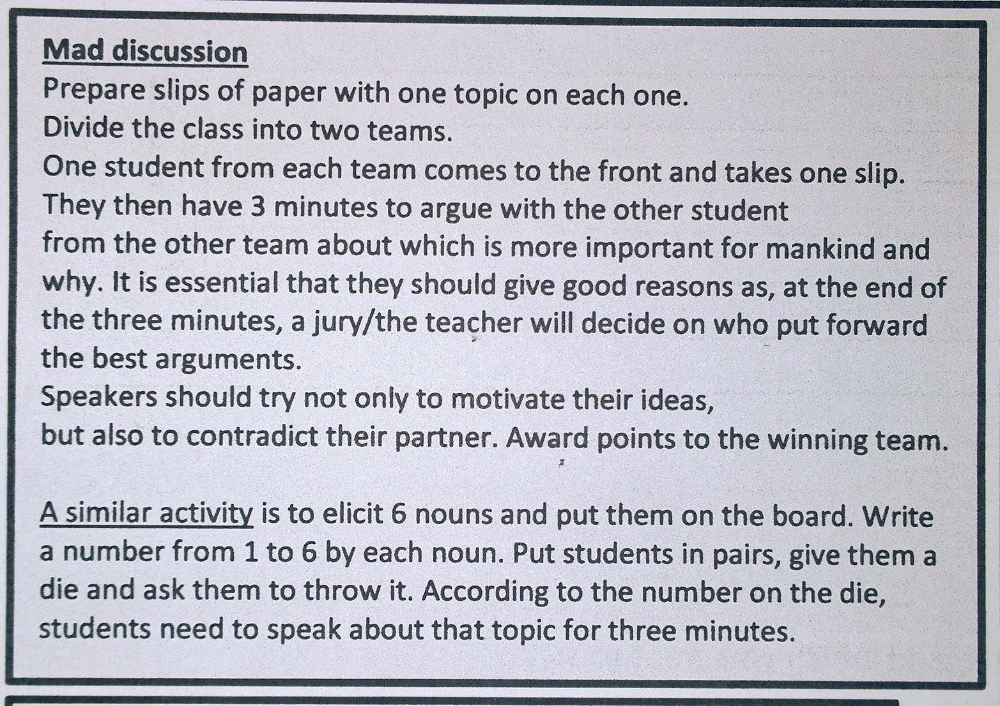 Mad discussion
Prepare slips of paper with one topic on each one.
Divide the class into two teams.
One student from each team comes to the front and takes one slip.
They then have 3 minutes to argue with the other student
from the other team about which is more important for mankind and
why. It is essential that they should give good reasons as, at the end of
the three minutes, a jury/the teacher will decide on who put forward
the best arguments.
Speakers should try not only to motivate their ideas,
but also to contradict their partner. Award points to the winning team.
A similar activity is to elicit 6 nouns and put them on the board. Write
a number from 1 to 6 by each noun. Put students in pairs, give them a
die and ask them to throw it. According to the number on the die,
students need to speak about that topic for three minutes.